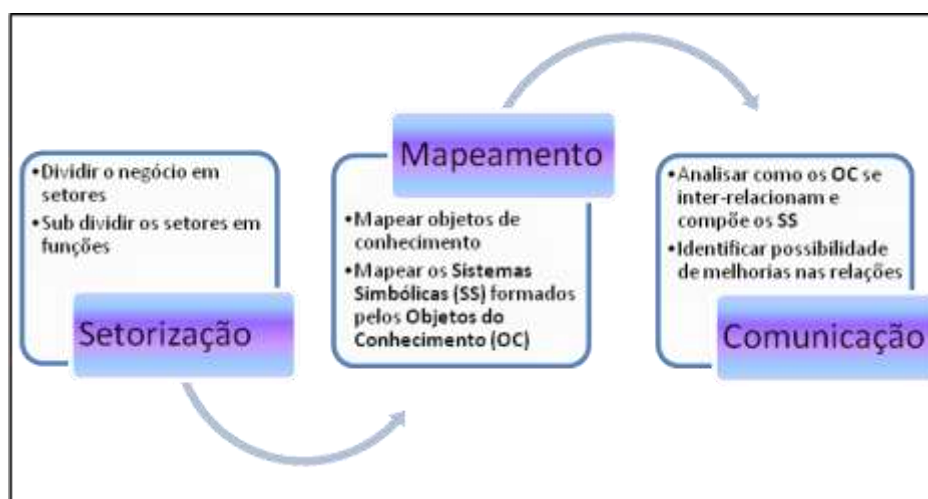 •Dividir o negócio em
setores
•Sub dividir os setores em
funções
Setorização
Mapeamento
•Mapear objetos de
conhecimento
•Mapear os Sistemas
Simbólicas (SS) formados
pelos Objetos do
Conhecimento (OC)
•Analisar como os OC se
inter-relacionam e
compõe os SS
•Identificar possibilidade
de melhorias nas relações
Comunicação